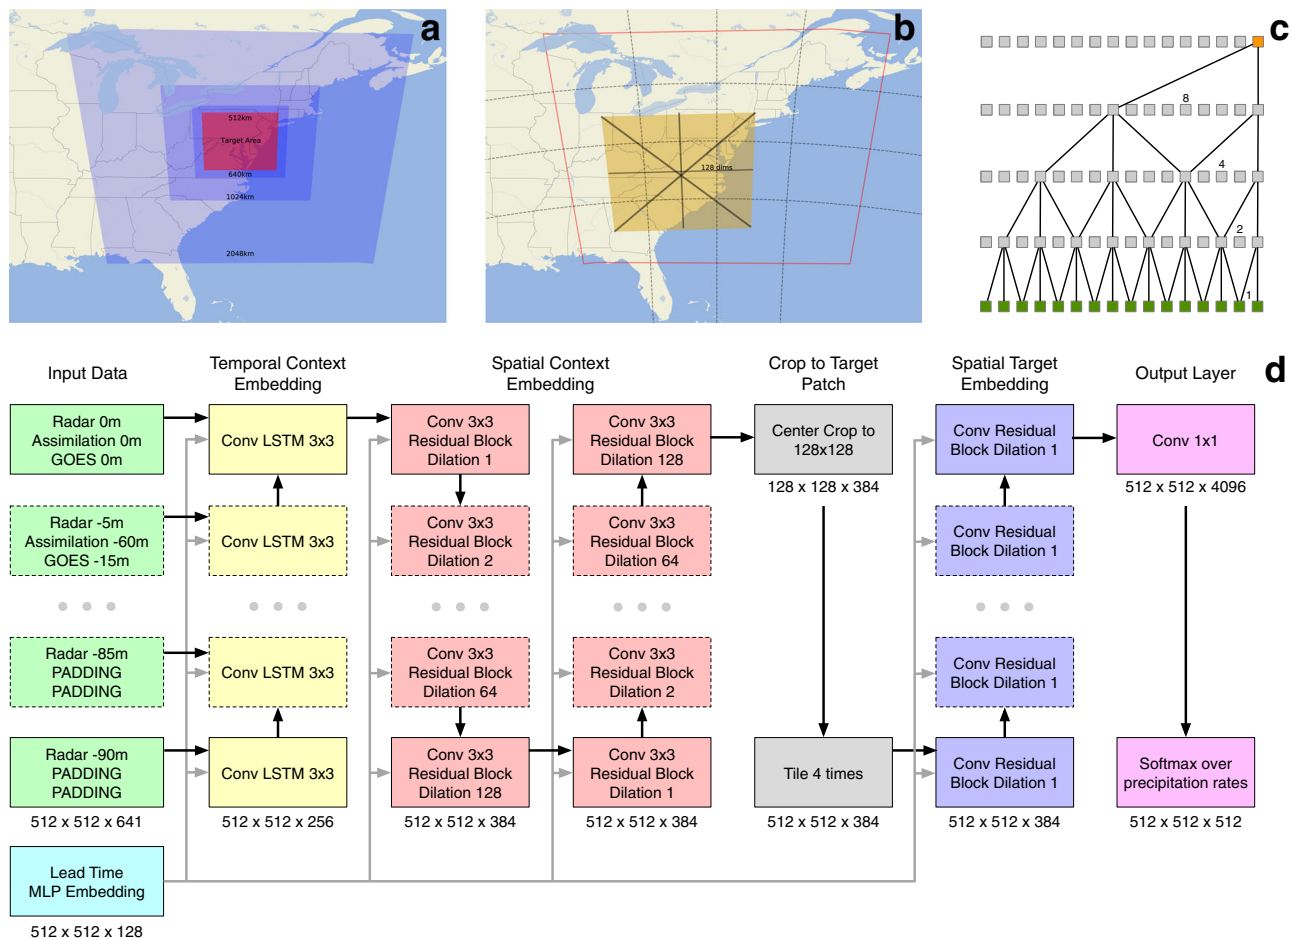 a
512km
Target Area
640km
1024km
2048km
b
128 dims
c
8
4
2
1
d
Input Data
Temporal Context
Embedding
Spatial Context
Embedding
Crop to Target
Patch
Spatial Target
Embedding
Output Layer
Radar 0m
Assimilation 0m
GOES 0m
Conv LSTM 3x3
Conv 3x3
Residual Block
Dilation 1
Conv 3x3
Residual Block
Dilation 128
Center Crop to
128x128
128 x 128 x 384
Conv Residual
Block Dilation 1
Conv 1x1
512 x 512 x 4096
Radar -5m
Assimilation -60m
GOES -15m
Conv LSTM 3x3
Conv 3x3
Residual Block
Dilation 2
Conv 3x3
Residual Block
Dilation 64
Conv Residual
Block Dilation 1
Radar -85m
PADDING
PADDING
Conv LSTM 3x3
Conv 3x3
Residual Block
Dilation 64
Conv 3x3
Residual Block
Dilation 2
Conv Residual
Block Dilation 1
Radar -90m
PADDING
PADDING
512 x 512 x 641
Conv LSTM 3x3
512 x 512 x 256
Conv 3x3
Residual Block
Dilation 128
512 x 512 x 384
Conv 3x3
Residual Block
Dilation 1
512 x 512 x 384
Tile 4 times
512 x 512 x 384
Conv Residual
Block Dilation 1
512 x 512 x 384
Softmax over
precipitation rates
512 x 512 x 512
Lead Time
MLP Embedding
512 x 512 x 128